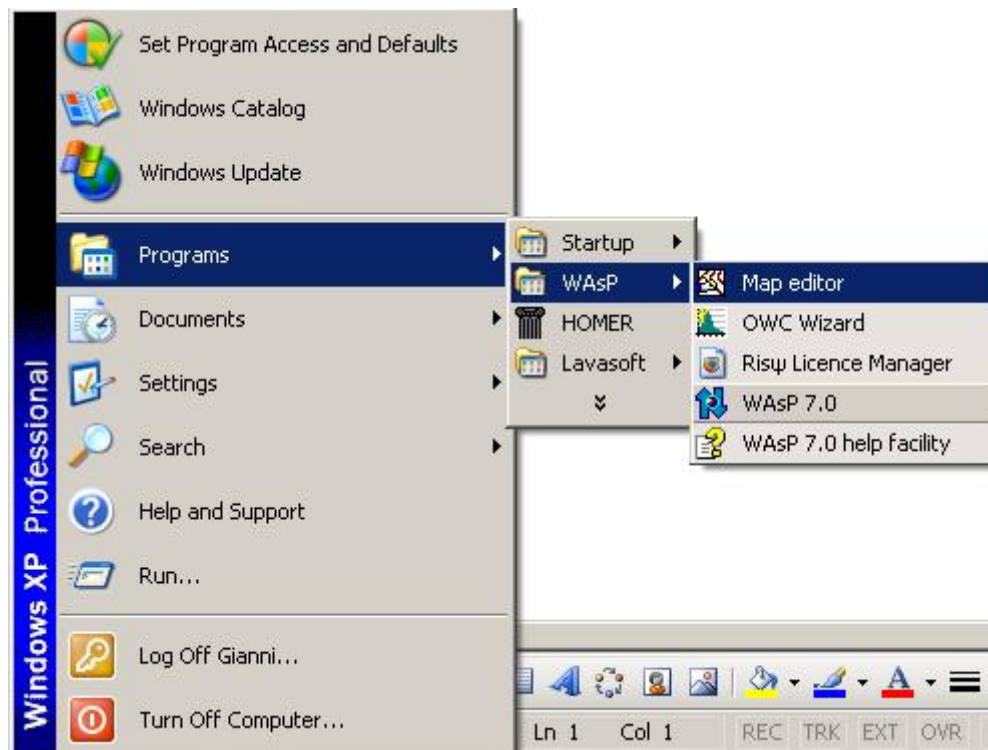 Windows XP Professional
Set Program Access and Defaults
Windows Catalog
Windows Update
Programs
Documents
Settings
Search
Help and Support
Run...
Log Off Gianni...
Turn Off Computer...
Startup
WAsP
HOMER
Lavasoft
Map editor
OWC Wizard
Risψ Licence Manager
WAsP 7.0
WAsP 7.0 help facility
Ln 1 Col 1 REC TRK EXT OVR